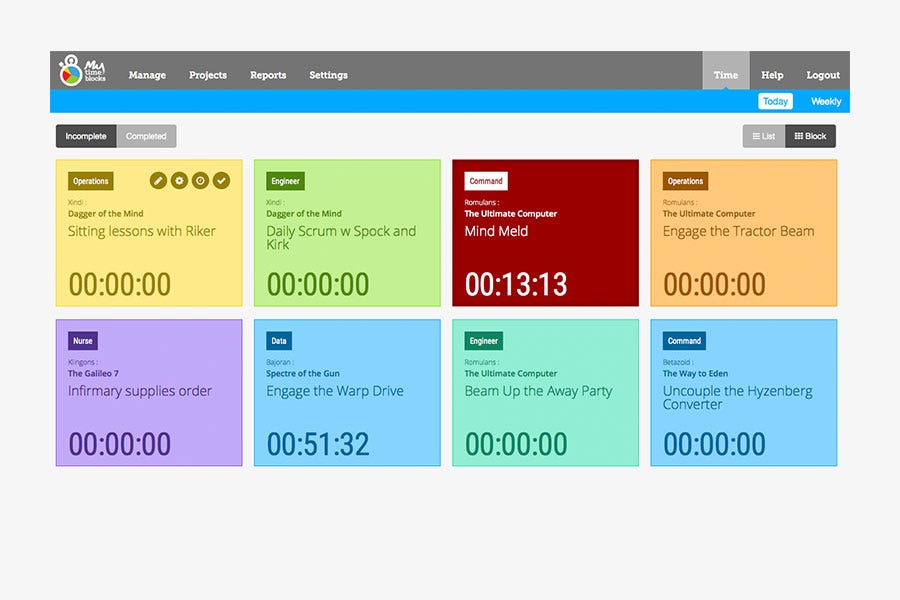 My
time
blocks
Manage Projects Reports Settings Time Help Logout
Today Weekly
Incomplete Completed List Block
Operations
Xindi :
Dagger of the Mind
Sitting lessons with Riker
00:00:00
Engineer
Xindi :
Dagger of the Mind
Daily Scrum w Spock and
Kirk
00:00:00
Command
Romulans :
The Ultimate Computer
Mind Meld
00:13:13
Operations
Romulans :
The Ultimate Computer
Engage the Tractor Beam
00:00:00
Nurse
Klingons :
The Galileo 7
Infirmary supplies order
00:00:00
Data
Bajoran :
Spectre of the Gun
Engage the Warp Drive
00:51:32
Engineer
Romulans :
The Ultimate Computer
Beam Up the Away Party
00:00:00
Command
Betazoid :
The Way to Eden
Uncouple the Hyzenberg
Converter
00:00:00